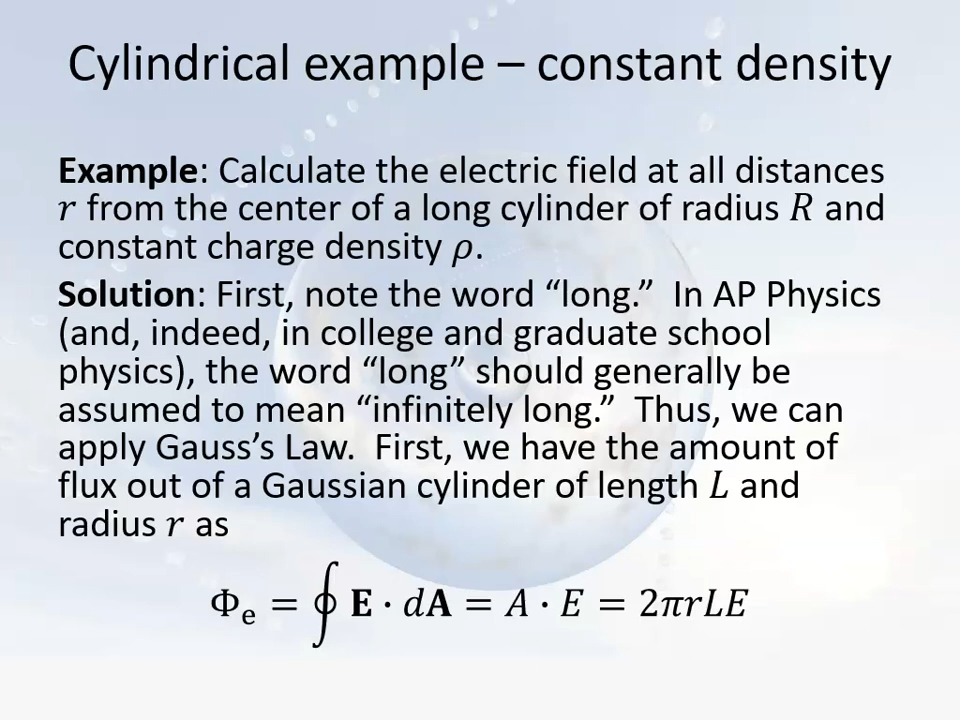 Cylindrical example – constant density
Example: Calculate the electric field at all distances
r from the center of a long cylinder of radius R and
constant charge density ρ.
Solution: First, note the word “long.”  In AP Physics
(and, indeed, in college and graduate school
physics), the word “long” should generally be
assumed to mean “infinitely long.”  Thus, we can
apply Gauss’s Law.  First, we have the amount of
flux out of a Gaussian cylinder of length L and
radius r as
Φₑ = ∮ E · dA = A · E = 2πrLE